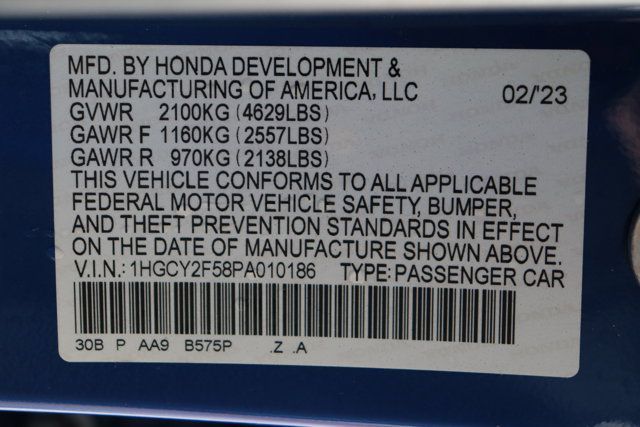 MFD. BY HONDA DEVELOPMENT &
MANUFACTURING OF AMERICA, LLC 02/'23
GVWR 2100KG (4629LBS)
GAWR F 1160KG (2557LBS)
GAWR R 970KG (2138LBS)
THIS VEHICLE CONFORMS TO ALL APPLICABLE
FEDERAL MOTOR VEHICLE SAFETY, BUMPER,
AND THEFT PREVENTION STANDARDS IN EFFECT
ON THE DATE OF MANUFACTURE SHOWN ABOVE.
V.I.N.: 1HGCY2F58PA010186 TYPE: PASSENGER CAR
30B P AA9 B575P .Z .A